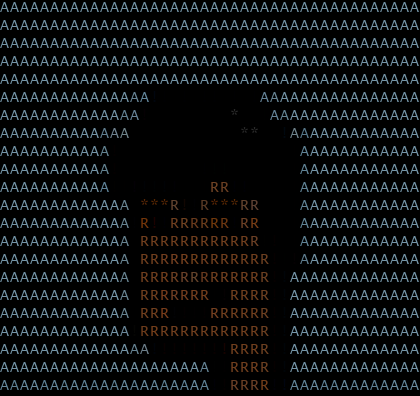 AAAAAAAAAAAAAAAAAAAAAAAAAAAAAAAAAAAAAAAAAA
AAAAAAAAAAAAAAAAAAAAAAAAAAAAAAAAAAAAAAAAAA
AAAAAAAAAAAAAAAAAAAAAAAAAAAAAAAAAAAAAAAAAA
AAAAAAAAAAAAAAAAAAAAAAAAAAAAAAAAAAAAAAAAAA
AAAAAAAAAAAAAAAAAAAAAAAAAAAAAAAAAAAAAAAAAA
AAAAAAAAAAAAAAA           AAAAAAAAAAAAAAAA
AAAAAAAAAAAAAA         *   AAAAAAAAAAAAAAA
AAAAAAAAAAAAA           **   AAAAAAAAAAAAA
AAAAAAAAAAA                   AAAAAAAAAAAA
AAAAAAAAAAA                   AAAAAAAAAAAA
AAAAAAAAAAA          RR       AAAAAAAAAAAA
AAAAAAAAAAAAA ***R  R***RR    AAAAAAAAAAAA
AAAAAAAAAAAAA R  RRRRRR RR    AAAAAAAAAAAA
AAAAAAAAAAAAA RRRRRRRRRRRR    AAAAAAAAAAAA
AAAAAAAAAAAAA RRRRRRRRRRRRR   AAAAAAAAAAAA
AAAAAAAAAAAAA RRRRRRRRRRRRR  AAAAAAAAAAAAA
AAAAAAAAAAAAA RRRRRRR  RRRR  AAAAAAAAAAAAA
AAAAAAAAAAAAA RRR    RRRRRR  AAAAAAAAAAAAA
AAAAAAAAAAAAA RRRRRRRRRRRRR  AAAAAAAAAAAAA
AAAAAAAAAAAAAAA        RRRR  AAAAAAAAAAAAA
AAAAAAAAAAAAAAAAAAAAA  RRRR  AAAAAAAAAAAAA
AAAAAAAAAAAAAAAAAAAAA  RRRR  AAAAAAAAAAAAA